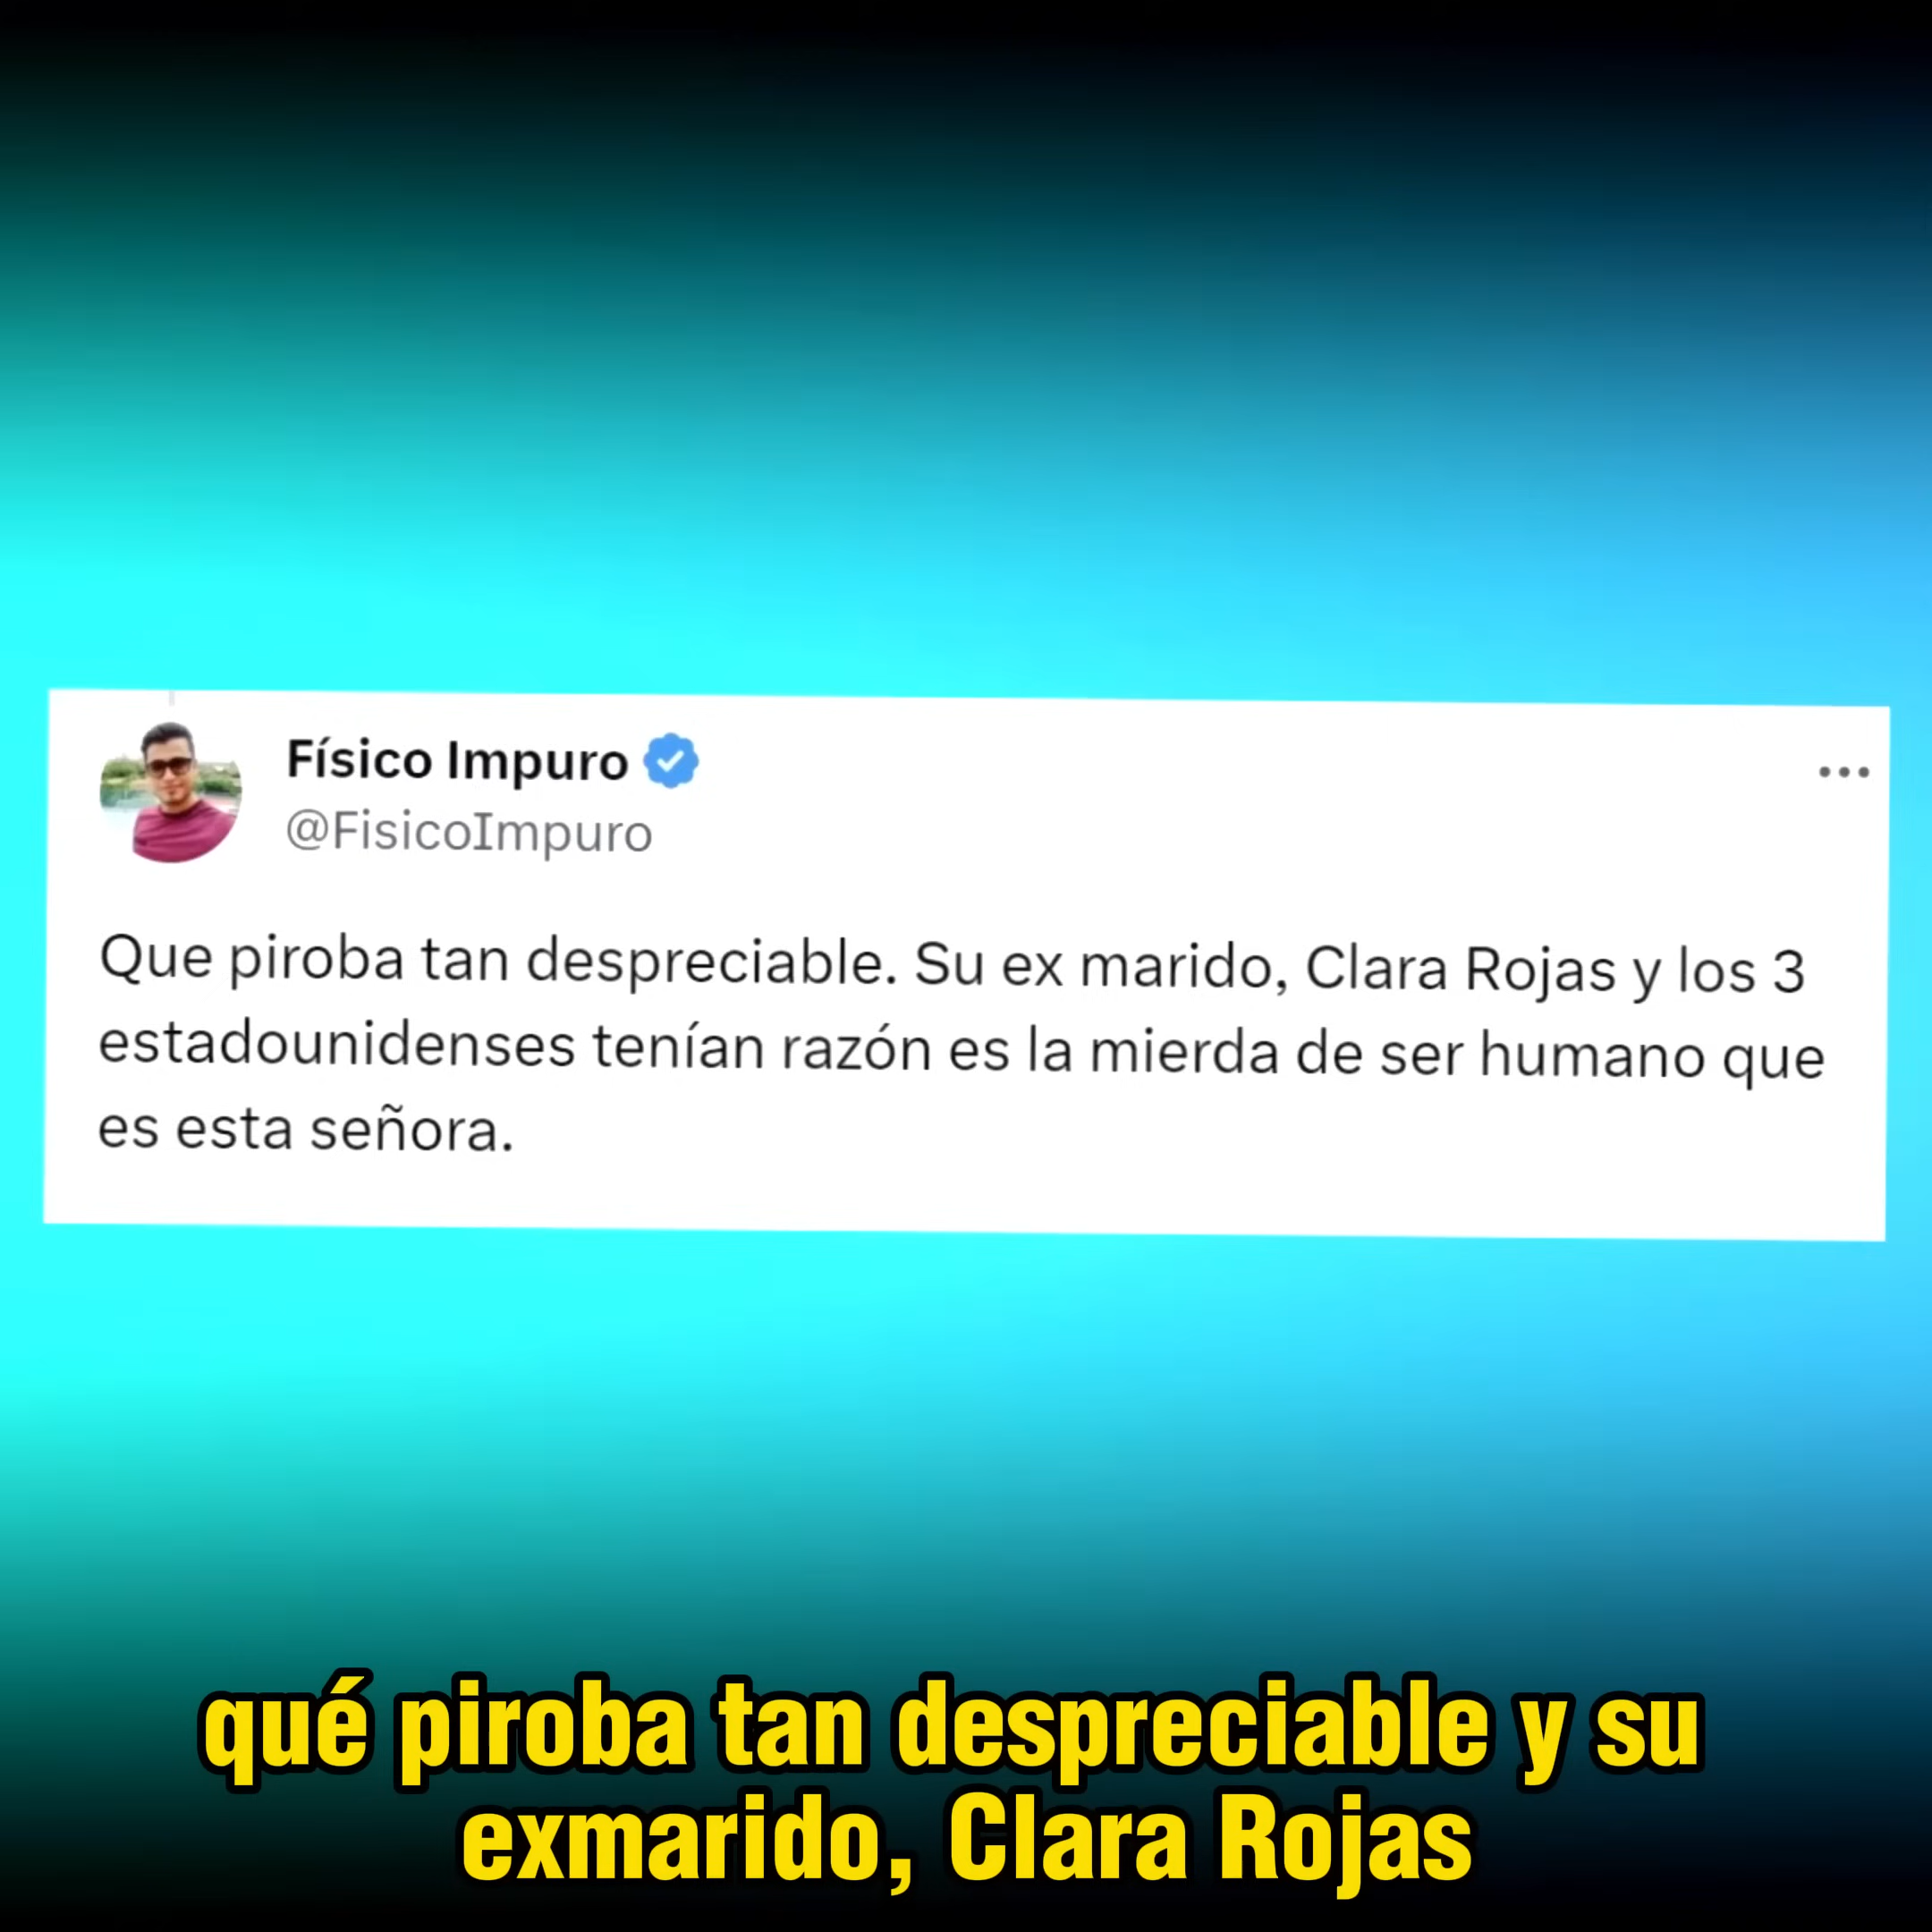 Físico Impuro
@FisicoImpuro
Que piroba tan despreciable. Su ex marido, Clara Rojas y los 3
estadounidenses tenían razón es la mierda de ser humano que
es esta señora.
qué piroba tan despreciable y su
exmarido, Clara Rojas